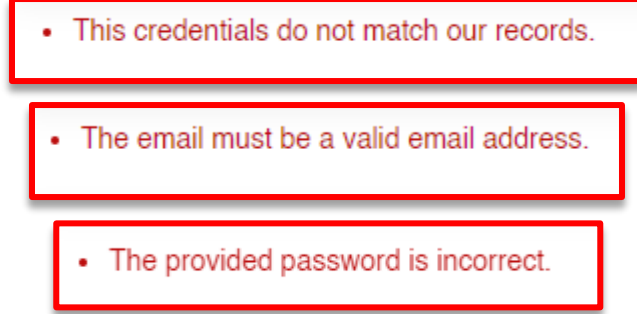 • This credentials do not match our records.
• The email must be a valid email address.
• The provided password is incorrect.